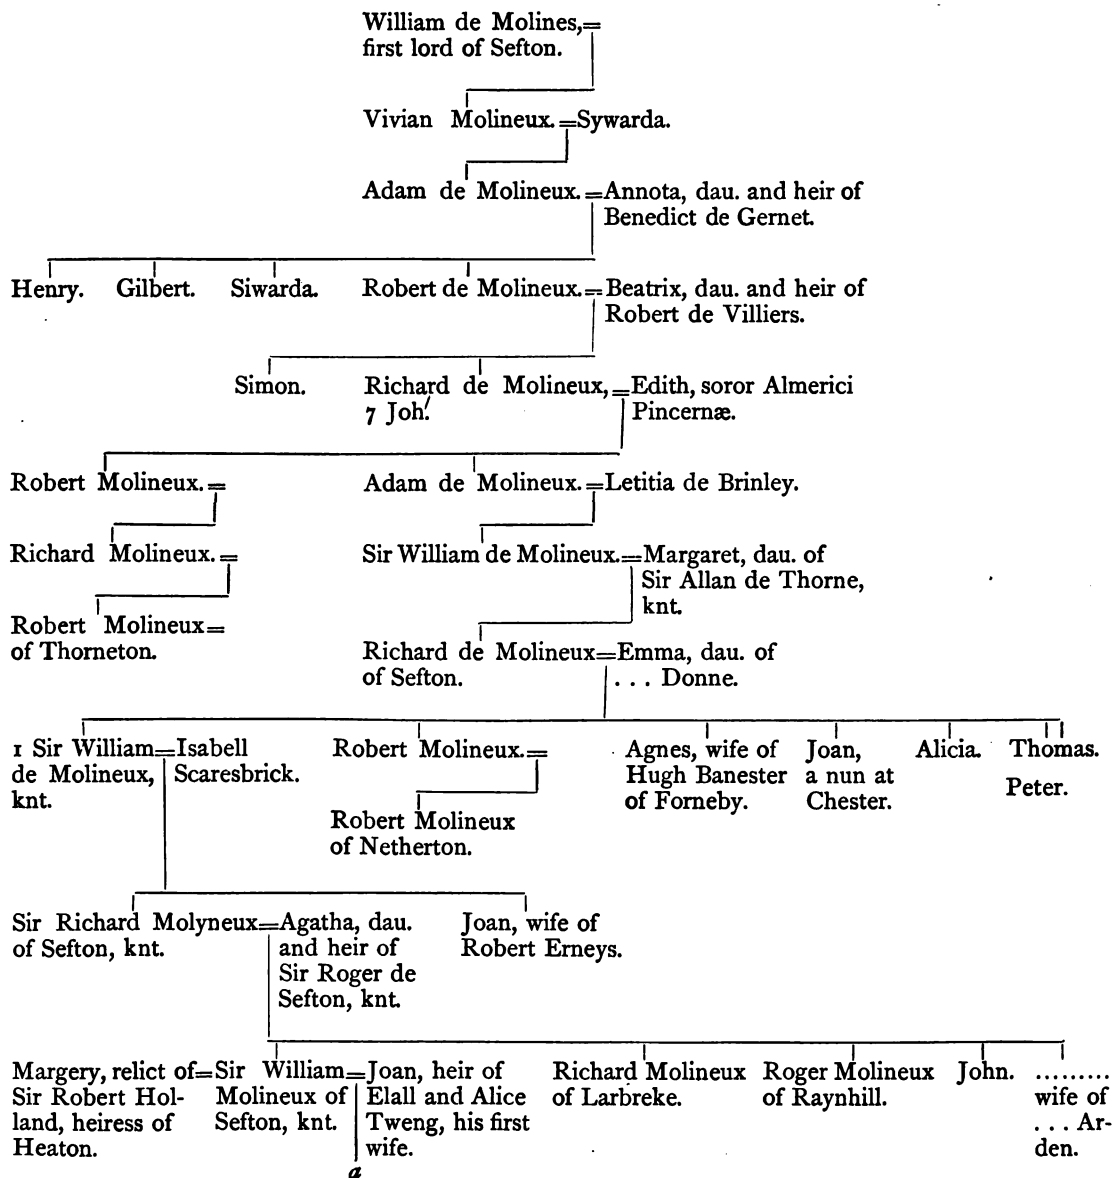 William de Molines,=
first lord of Sefton.
Vivian Molineux.=Sywarda.
Adam de Molineux.=Annota, dau. and heir of
Benedict de Gernet.
Henry. Gilbert. Siwarda. Robert de Molineux.=Beatrix, dau. and heir of
Robert de Villiers.
Simon. Richard de Molineux,=Edith, soror Almerici
7 Joh.' Pincernæ.
Robert Molineux.= Adam de Molineux.=Letitia de Brinley.
Richard Molineux.= Sir William de Molineux.=Margaret, dau. of
Sir Allan de Thorne,
knt.
Robert Molineux=
of Thorneton.
Richard de Molineux=Emma, dau. of
of Sefton. . . . Donne.
1 Sir William=Isabell
de Molineux, Scaresbrick.
knt.
Robert Molineux.=
Agnes, wife of
Hugh Banester
of Forneby.
Joan,
a nun at
Chester.
Alicia.
Thomas.
Peter.
Robert Molineux
of Netherton.
Sir Richard Molyneux=Agatha, dau.
of Sefton, knt. and heir of
Sir Roger de
Sefton, knt.
Joan, wife of
Robert Erneys.
Margery, relict of=Sir William=Joan, heir of
Sir Robert Hol- Molineux of Elall and Alice
land, heiress of Sefton, knt. Tweng, his first
Heaton. wife.
a
Richard Molineux
of Larbreke.
Roger Molineux
of Raynhill.
John.
.........
wife of
. . . Ar-
den.